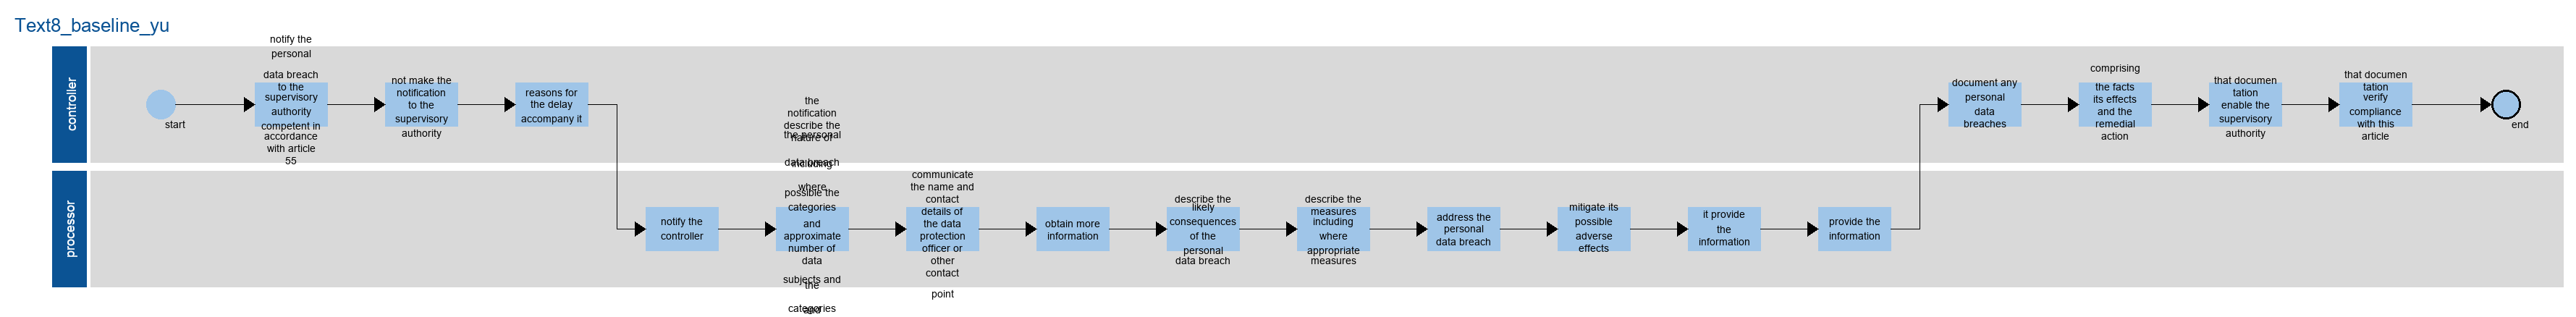 Text8_baseline_yu
controller
start
notify the
personal
data breach
to the
supervisory
authority
competent in
accordance
with article
55
not make the
notification
to the
supervisory
authority
reasons for
the delay
accompany it
document any
personal
data
breaches
comprising
the facts
its effects
and the
remedial
action
that documen
tation
enable the
supervisory
authority
that documen
tation
verify
compliance
with this
article
end
processor
notify the
controller
the
notification
describe the
nature of
the personal
data breach
including
where
possible the
categories
and
approximate
number of
data
subjects and
the
categories
and
communicate
the name and
contact
details of
the data
protection
officer or
other
contact
point
obtain more
information
describe the
likely
consequences
of the
personal
data breach
describe the
measures
including
where
appropriate
measures
address the
personal
data breach
mitigate its
possible
adverse
effects
it provide
the
information
provide the
information